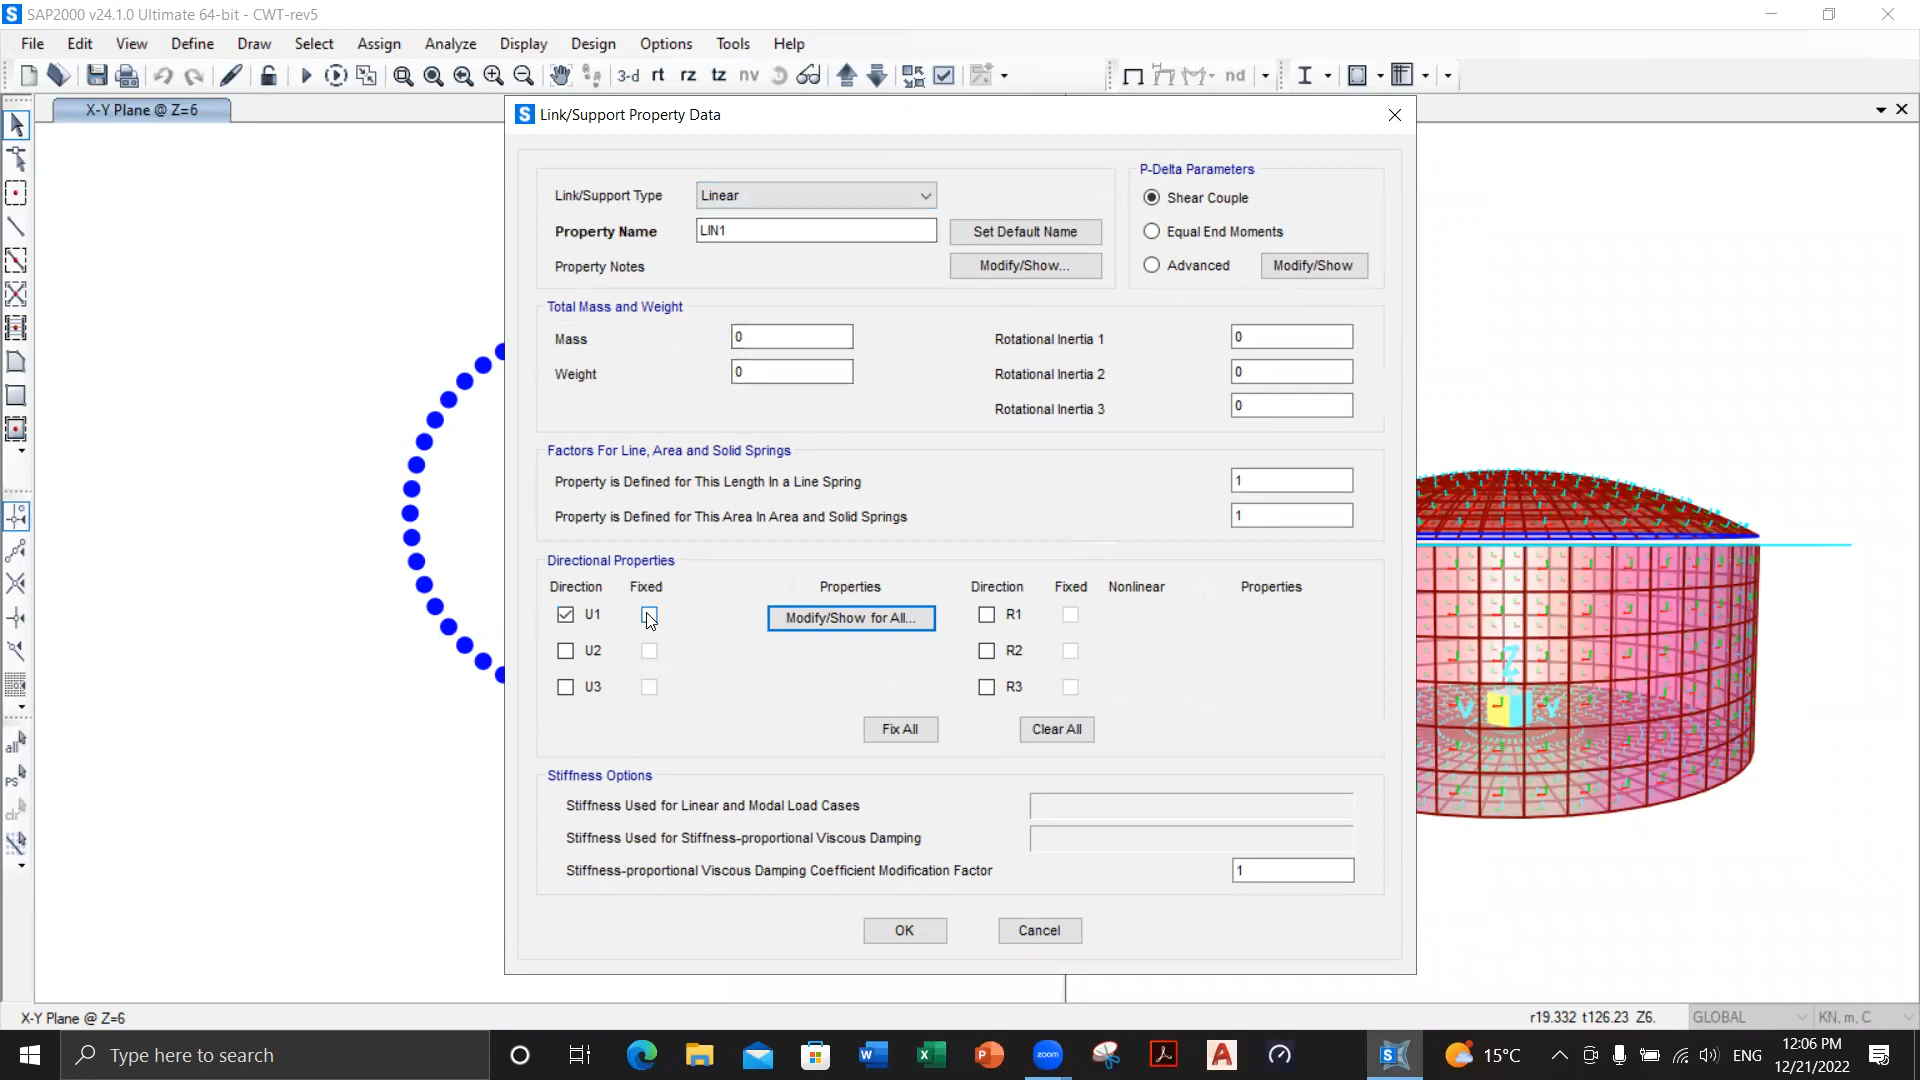 SAP2000 v24.1.0 Ultimate 64-bit - CWT-rev5
File Edit View Define Draw Select Assign Analyze Display Design Options Tools Help
3-d rt rz tz nv nd
X-Y Plane @ Z=6
Link/Support Property Data
Link/Support Type Linear
Property Name LIN1 Set Default Name
Property Notes Modify/Show...
P-Delta Parameters
Shear Couple
Equal End Moments
Advanced Modify/Show
Total Mass and Weight
Mass 0 Rotational Inertia 1 0
Weight 0 Rotational Inertia 2 0
Rotational Inertia 3 0
Factors For Line, Area and Solid Springs
Property is Defined for This Length In a Line Spring 1
Property is Defined for This Area In Area and Solid Springs 1
Directional Properties
Direction Fixed Properties Direction Fixed Nonlinear Properties
U1 Modify/Show for All... R1
U2 R2
U3 R3
Fix All Clear All
Stiffness Options
Stiffness Used for Linear and Modal Load Cases
Stiffness Used for Stiffness-proportional Viscous Damping
Stiffness-proportional Viscous Damping Coefficient Modification Factor 1
OK Cancel
all
PS
clr
Z
X-Y Plane @ Z=6 r19.332 t126.23 Z6. GLOBAL KN, m, C
Type here to search zoom 15°C ENG 12:06 PM
12/21/2022